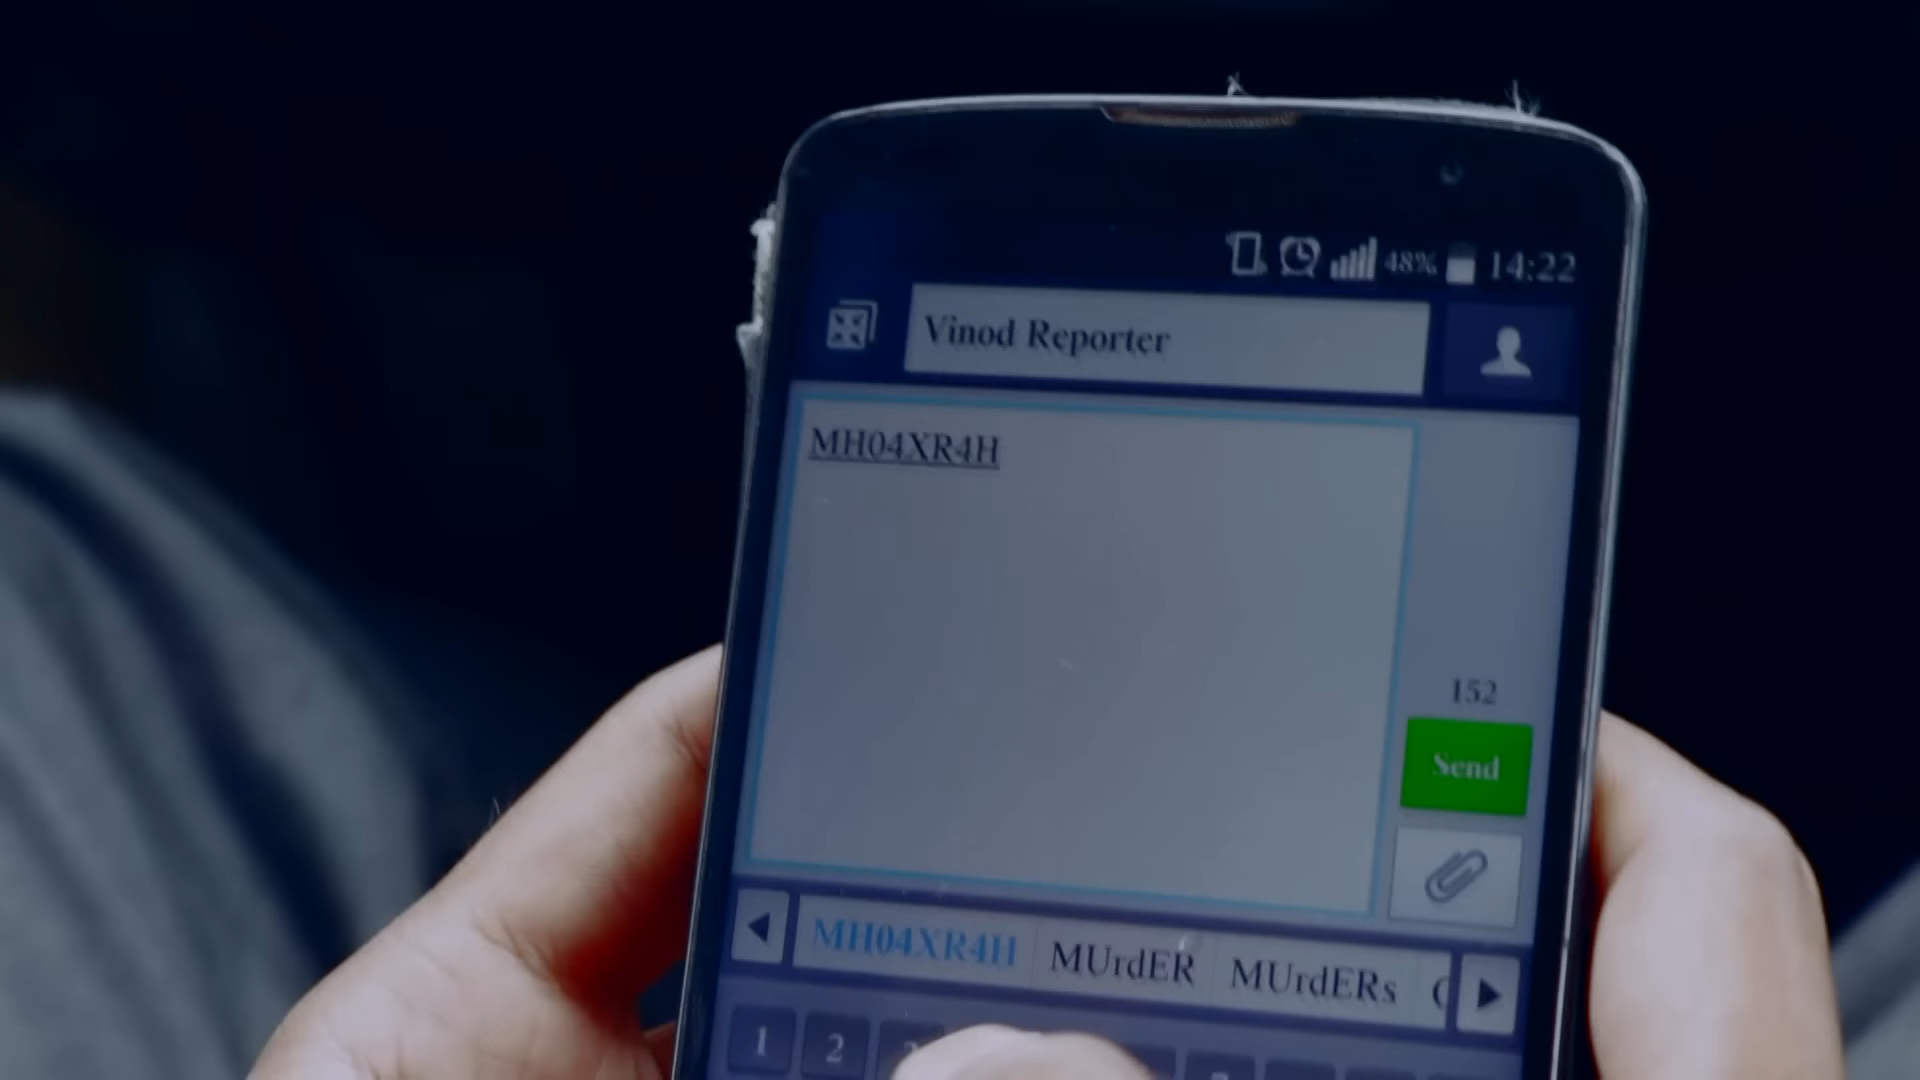 48% 14:22
Vinod Reporter
MH04XR4H
152
Send
MH04XR4H MUrdER MUrdERs
1 2